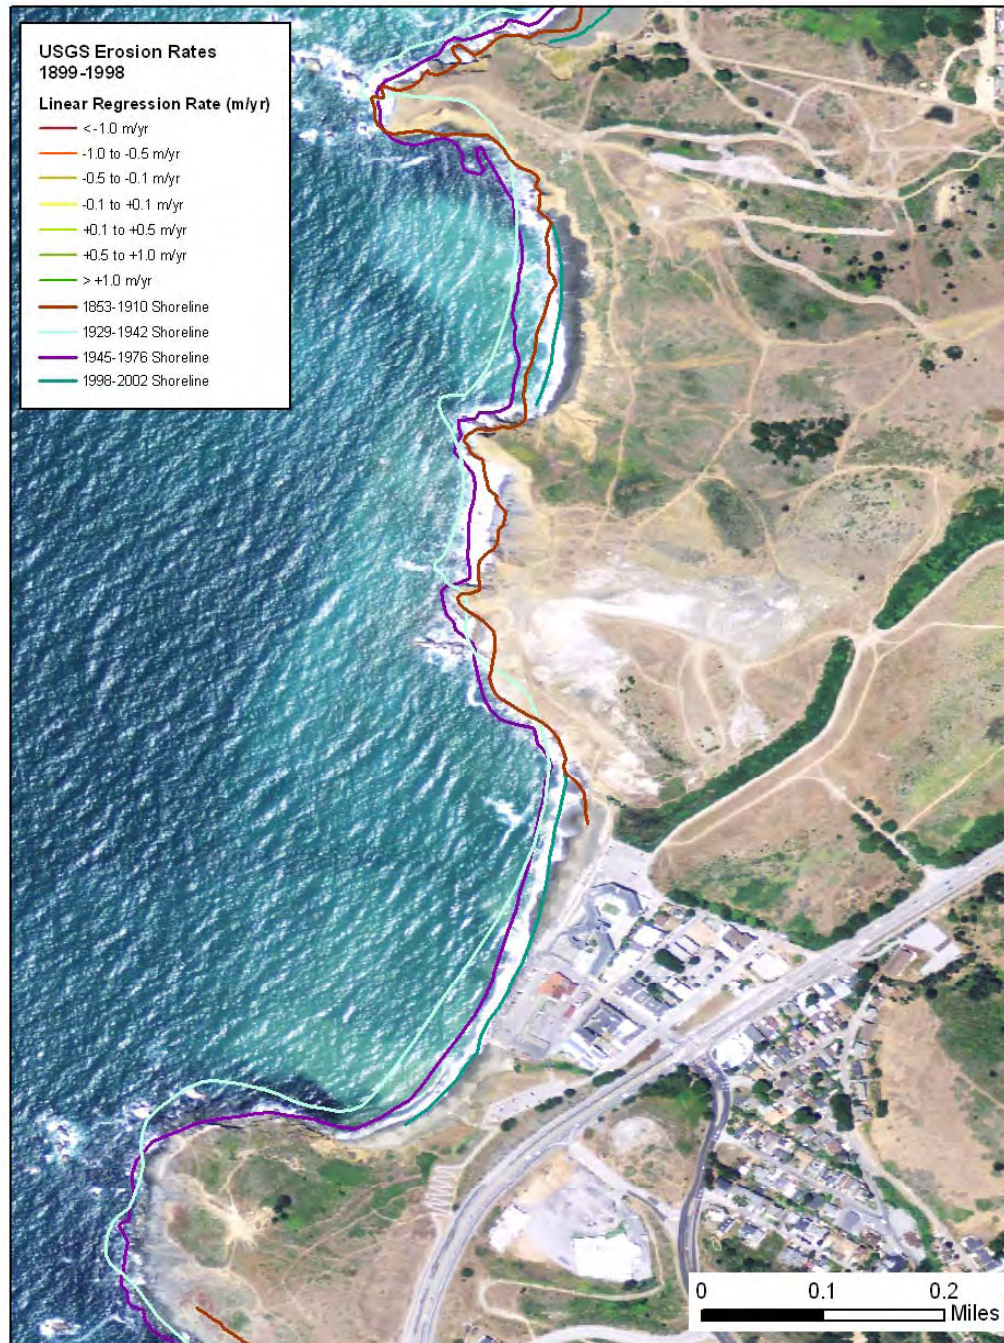 USGS Erosion Rates
1899-1998
Linear Regression Rate (m/yr)
< -1.0 m/yr
-1.0 to -0.5 m/yr
-0.5 to -0.1 m/yr
-0.1 to +0.1 m/yr
+0.1 to +0.5 m/yr
+0.5 to +1.0 m/yr
> +1.0 m/yr
1853-1910 Shoreline
1929-1942 Shoreline
1945-1976 Shoreline
1998-2002 Shoreline
0 0.1 0.2
Miles